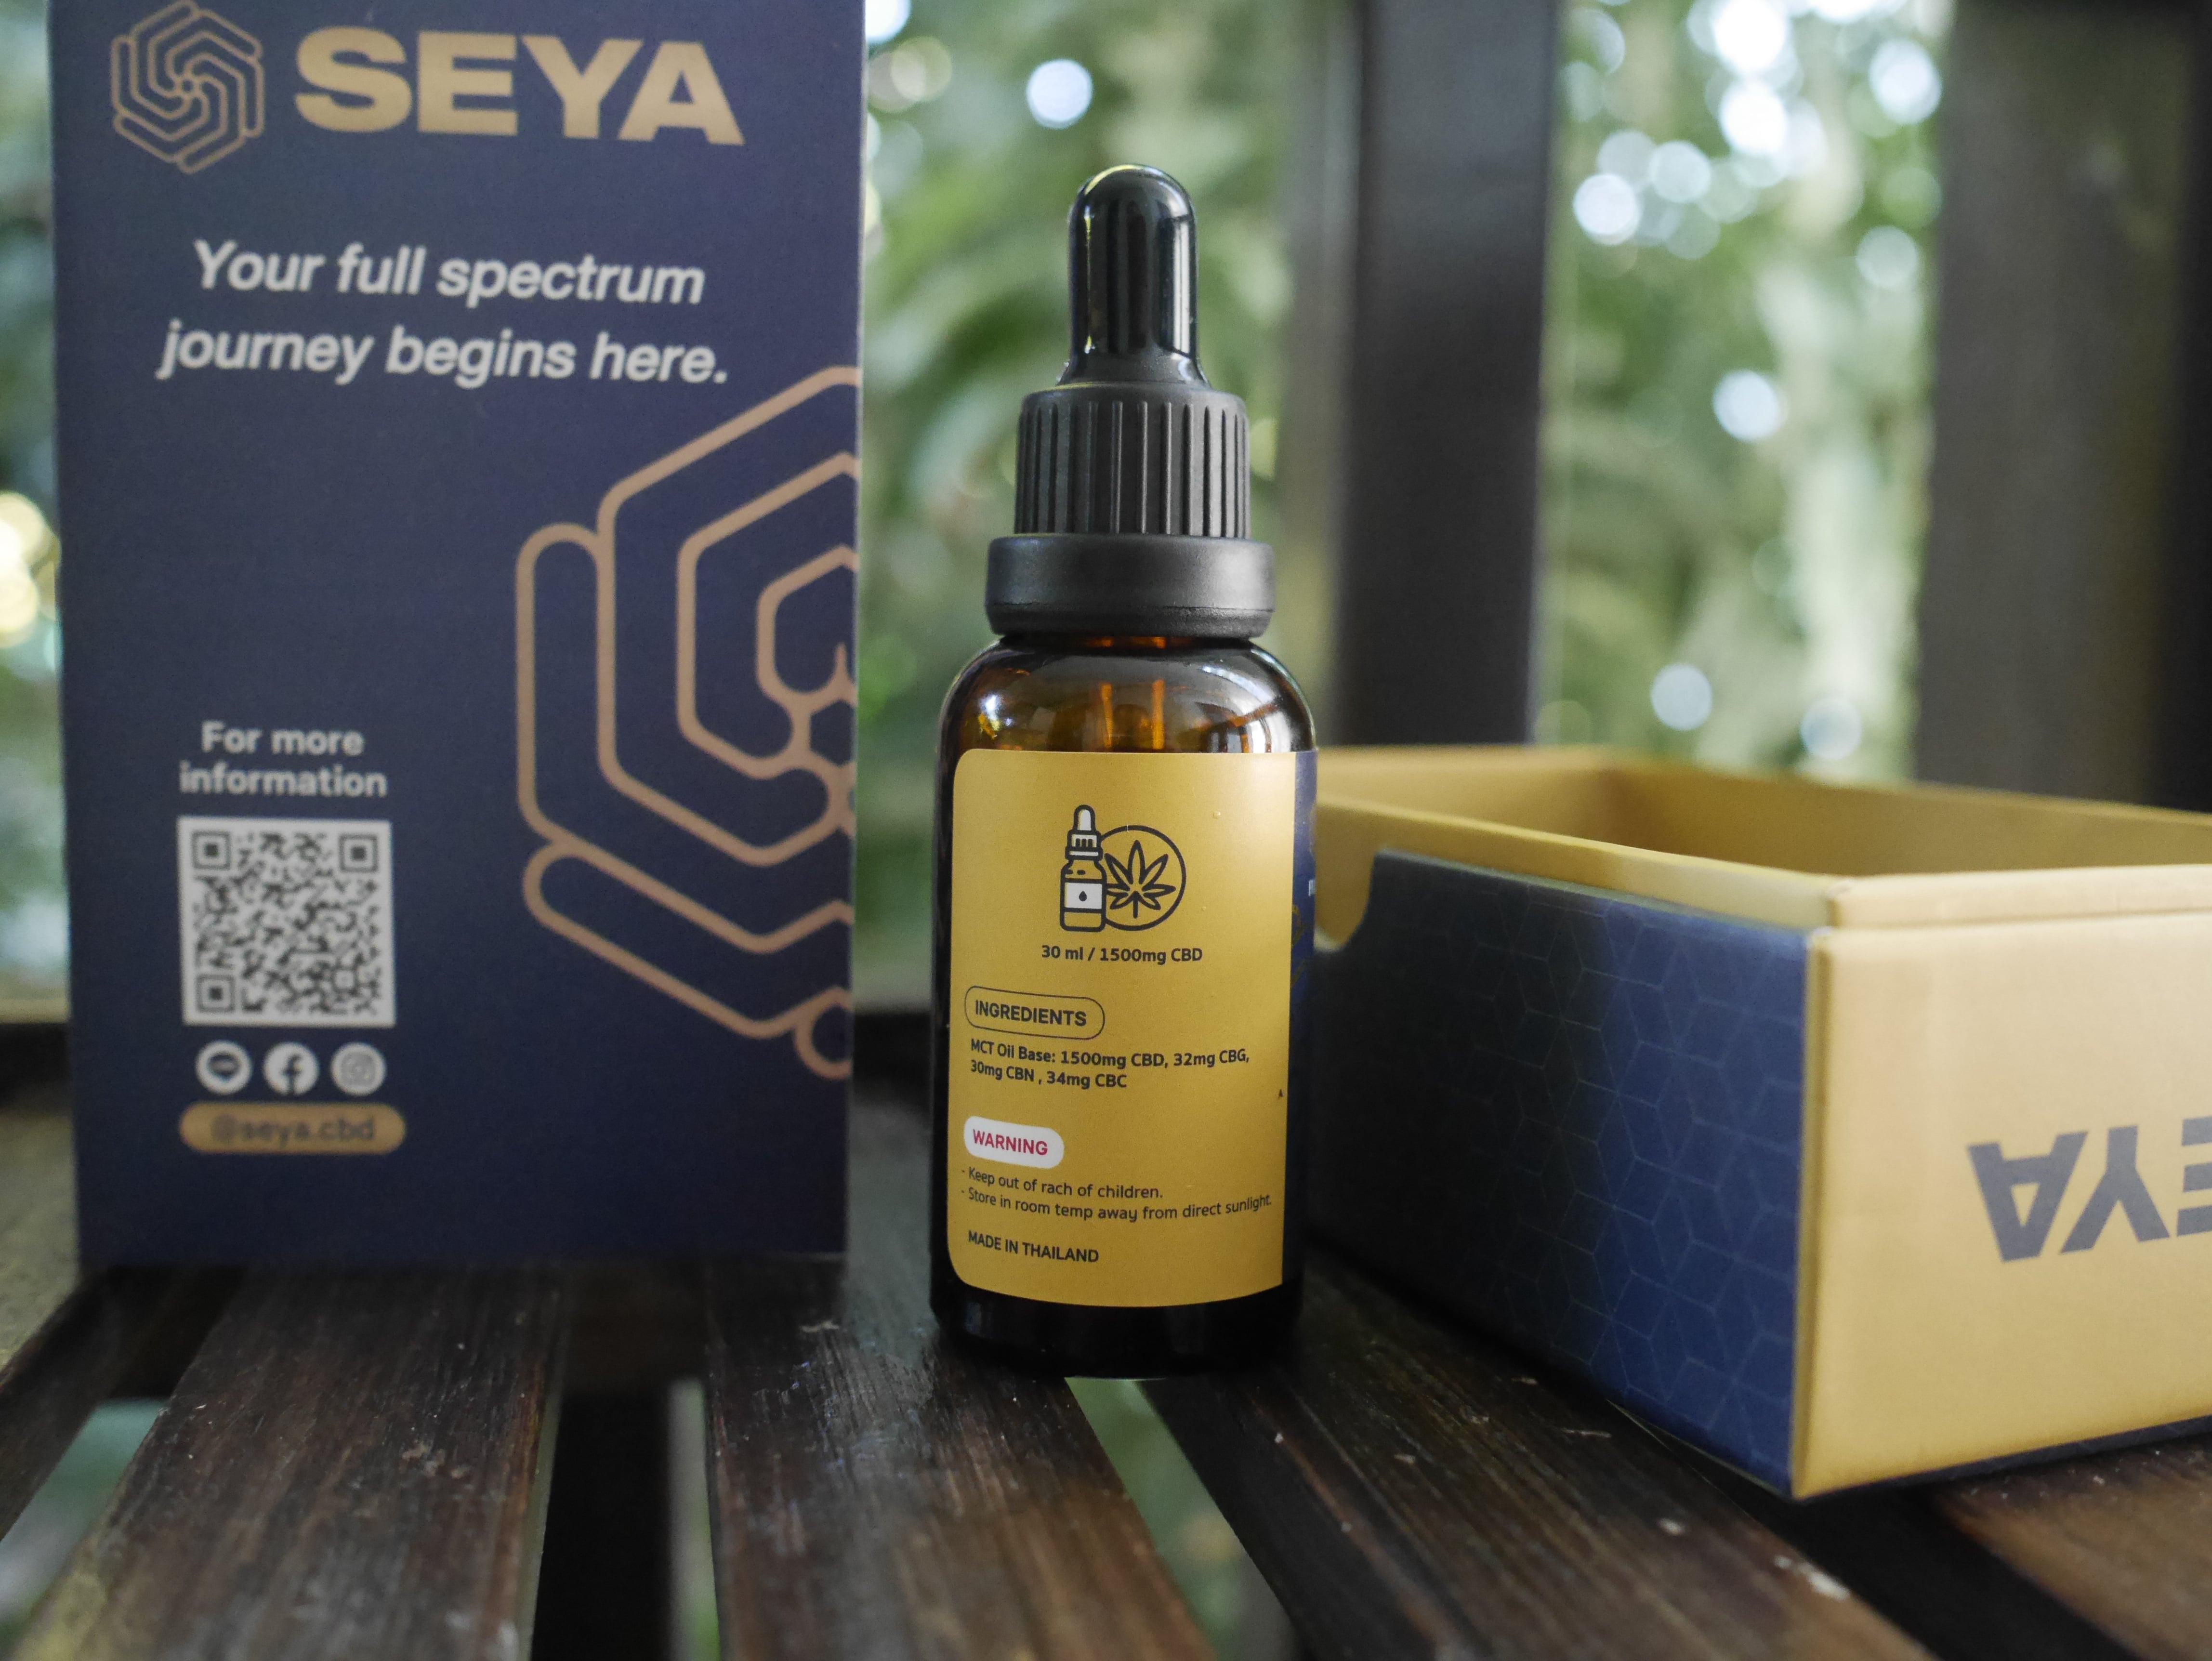 SEYA
Your full spectrum
journey begins here.
For more
information
@seya.cbd
30 ml / 1500mg CBD
INGREDIENTS
MCT Oil Base: 1500mg CBD, 32mg CBG,
30mg CBN , 34mg CBC
WARNING
- Keep out of rach of children.
- Store in room temp away from direct sunlight.
MADE IN THAILAND
EYA